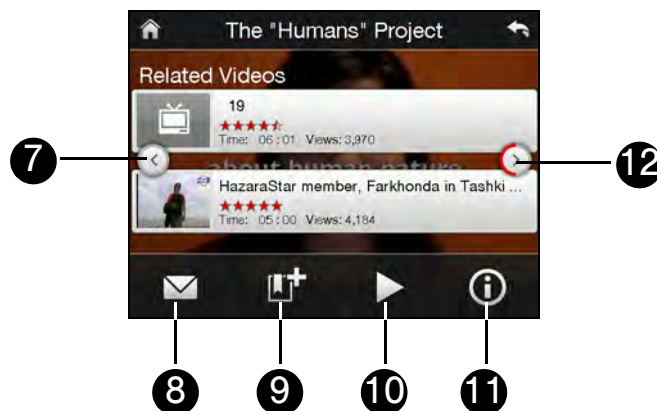 The "Humans" Project
Related Videos
19
Time: 06:01 Views: 3,970
about human nature
HazaraStar member, Farkhonda in Tashki ...
Time: 05:00 Views: 4,184
7
12
8
9
10
11